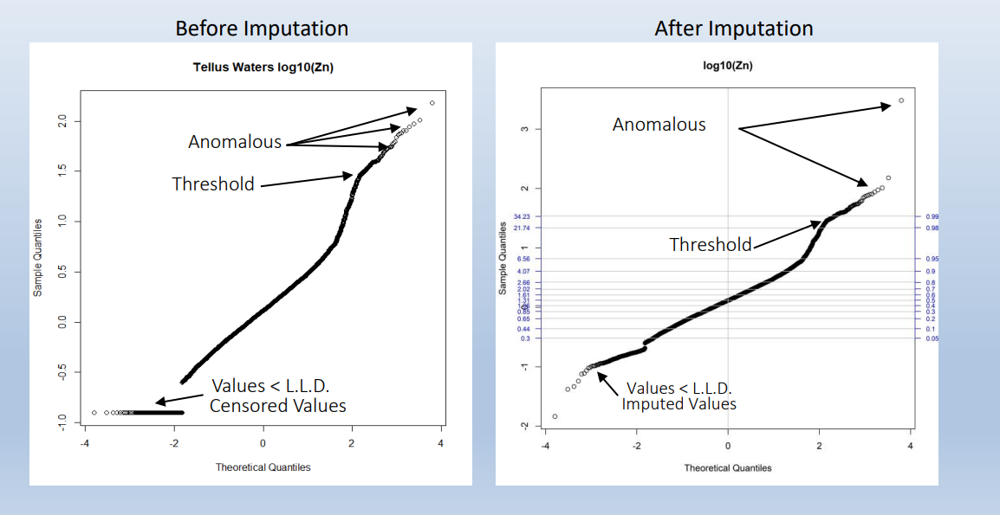 Before Imputation
Tellus Waters log10(Zn)
Anomalous
Threshold
Values < L.L.D.
Censored Values
Sample Quantiles
2.0
1.5
1.0
0.5
0.0
-0.5
-1.0
-4
-2
0
2
4
Theoretical Quantiles
After Imputation
log10(Zn)
Anomalous
Threshold
Values < L.L.D.
Imputed Values
Sample Quantiles
3
2
1
-1
-2
34.23
21.74
6.56
4.07
2.66
2.02
1.61
1.31
0.85
0.65
0.44
0.3
0.99
0.98
0.95
0.9
0.8
0.7
0.6
0.5
0.4
0.3
0.2
0.1
0.05
-4
-2
0
2
4
Theoretical Quantiles